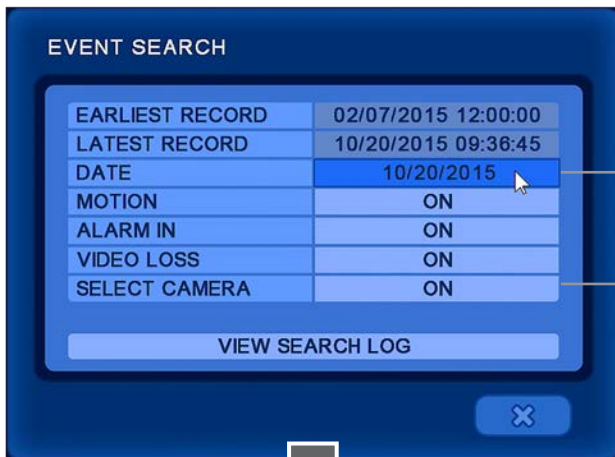 EVENT SEARCH
EARLIEST RECORD 02/07/2015 12:00:00
LATEST RECORD 10/20/2015 09:36:45
DATE 10/20/2015
MOTION ON
ALARM IN ON
VIDEO LOSS ON
SELECT CAMERA ON
VIEW SEARCH LOG